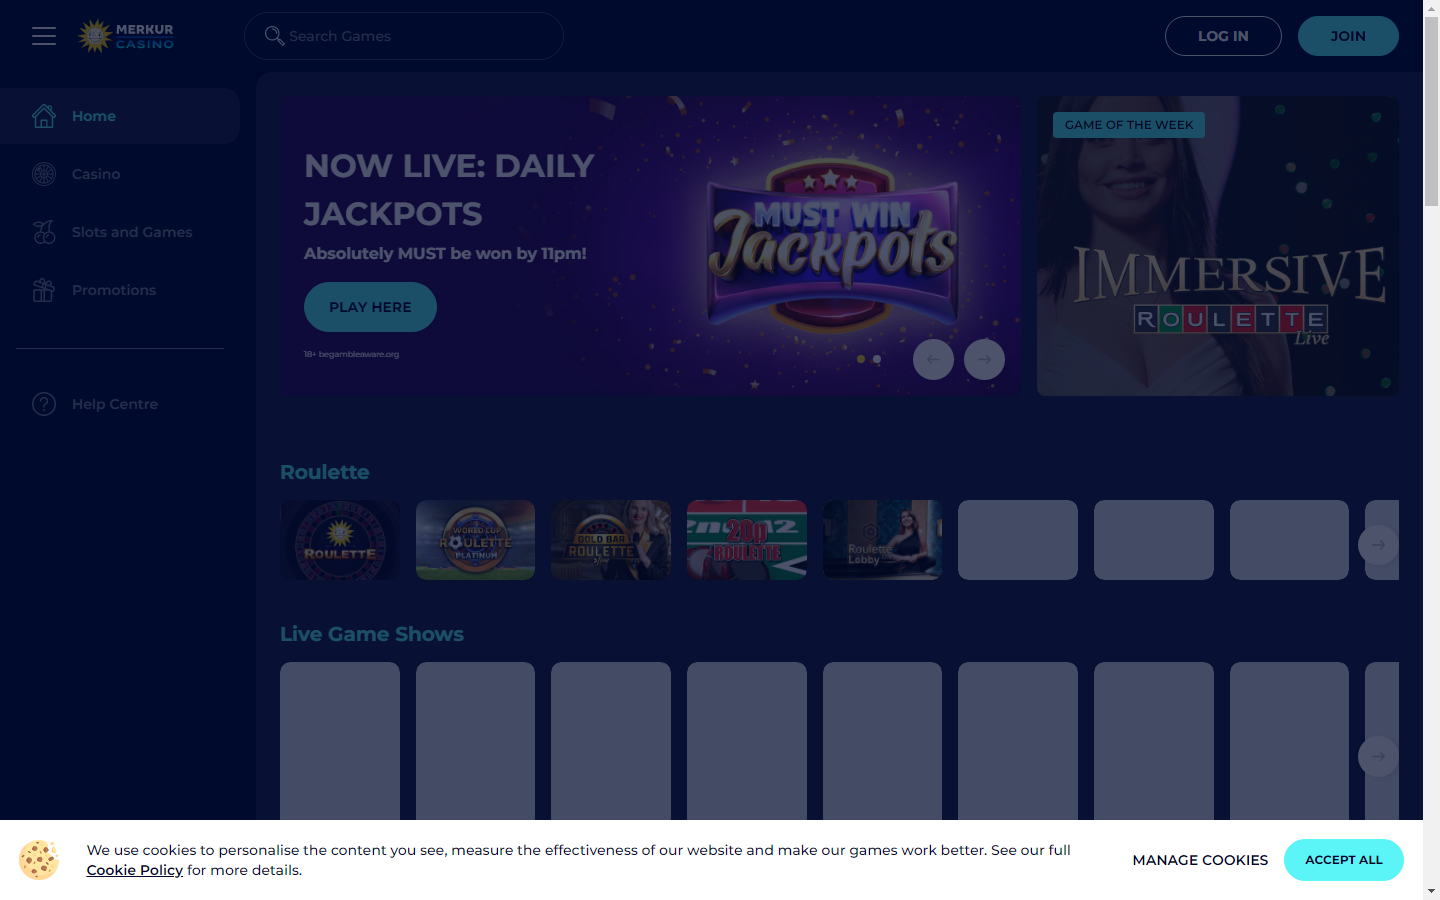 MERKUR
CASINO
Search Games
LOG IN
JOIN
Home
Casino
Slots and Games
Promotions
Help Centre
NOW LIVE: DAILY
JACKPOTS
Absolutely MUST be won by 11pm!
PLAY HERE
18+ begambleaware.org
MUST WIN
Jackpots
GAME OF THE WEEK
IMMERSIVE
ROULETTE
Live
Roulette
ROULETTE
WORLD CUP
ROULETTE
PLATINUM
GOLD BAR
ROULETTE
20p
ROULETTE
Roulette
Lobby
Live Game Shows
We use cookies to personalise the content you see, measure the effectiveness of our website and make our games work better. See our full
Cookie Policy for more details.
MANAGE COOKIES
ACCEPT ALL